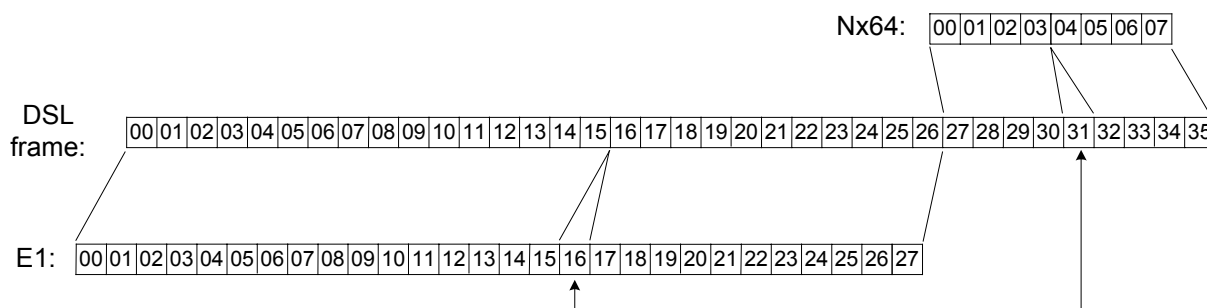 Nx64: 00 01 02 03 04 05 06 07
DSL
frame: 00 01 02 03 04 05 06 07 08 09 10 11 12 13 14 15 16 17 18 19 20 21 22 23 24 25 26 27 28 29 30 31 32 33 34 35
E1: 00 01 02 03 04 05 06 07 08 09 10 11 12 13 14 15 16 17 18 19 20 21 22 23 24 25 26 27